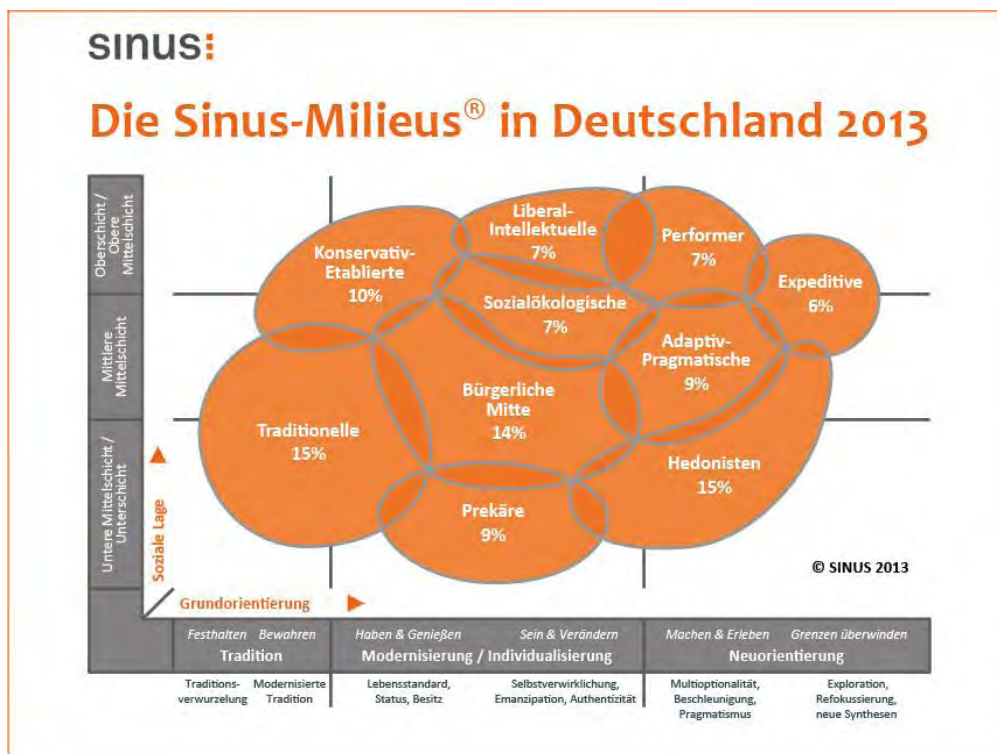 sinus:
Die Sinus-Milieus® in Deutschland 2013
Oberschicht /
Obere
Mittelschicht
Mittlere
Mittelschicht
Untere Mittelschicht /
Unterschicht
Soziale Lage
Konservativ-
Etablierte
10%
Liberal-
Intellektuelle
7%
Performer
7%
Expeditive
6%
Sozialökologische
7%
Adaptiv-
Pragmatische
9%
Bürgerliche
Mitte
14%
Traditionelle
15%
Hedonisten
15%
Prekäre
9%
© SINUS 2013
Grundorientierung
Festhalten Bewahren Haben & Genießen Sein & Verändern Machen & Erleben Grenzen überwinden
Tradition Modernisierung / Individualisierung Neuorientierung
Traditions-
verwurzelung
Modernisierte
Tradition
Lebensstandard,
Status, Besitz
Selbstverwirklichung,
Emanzipation, Authentizität
Multioptionalität,
Beschleunigung,
Pragmatismus
Exploration,
Refokussierung,
neue Synthesen